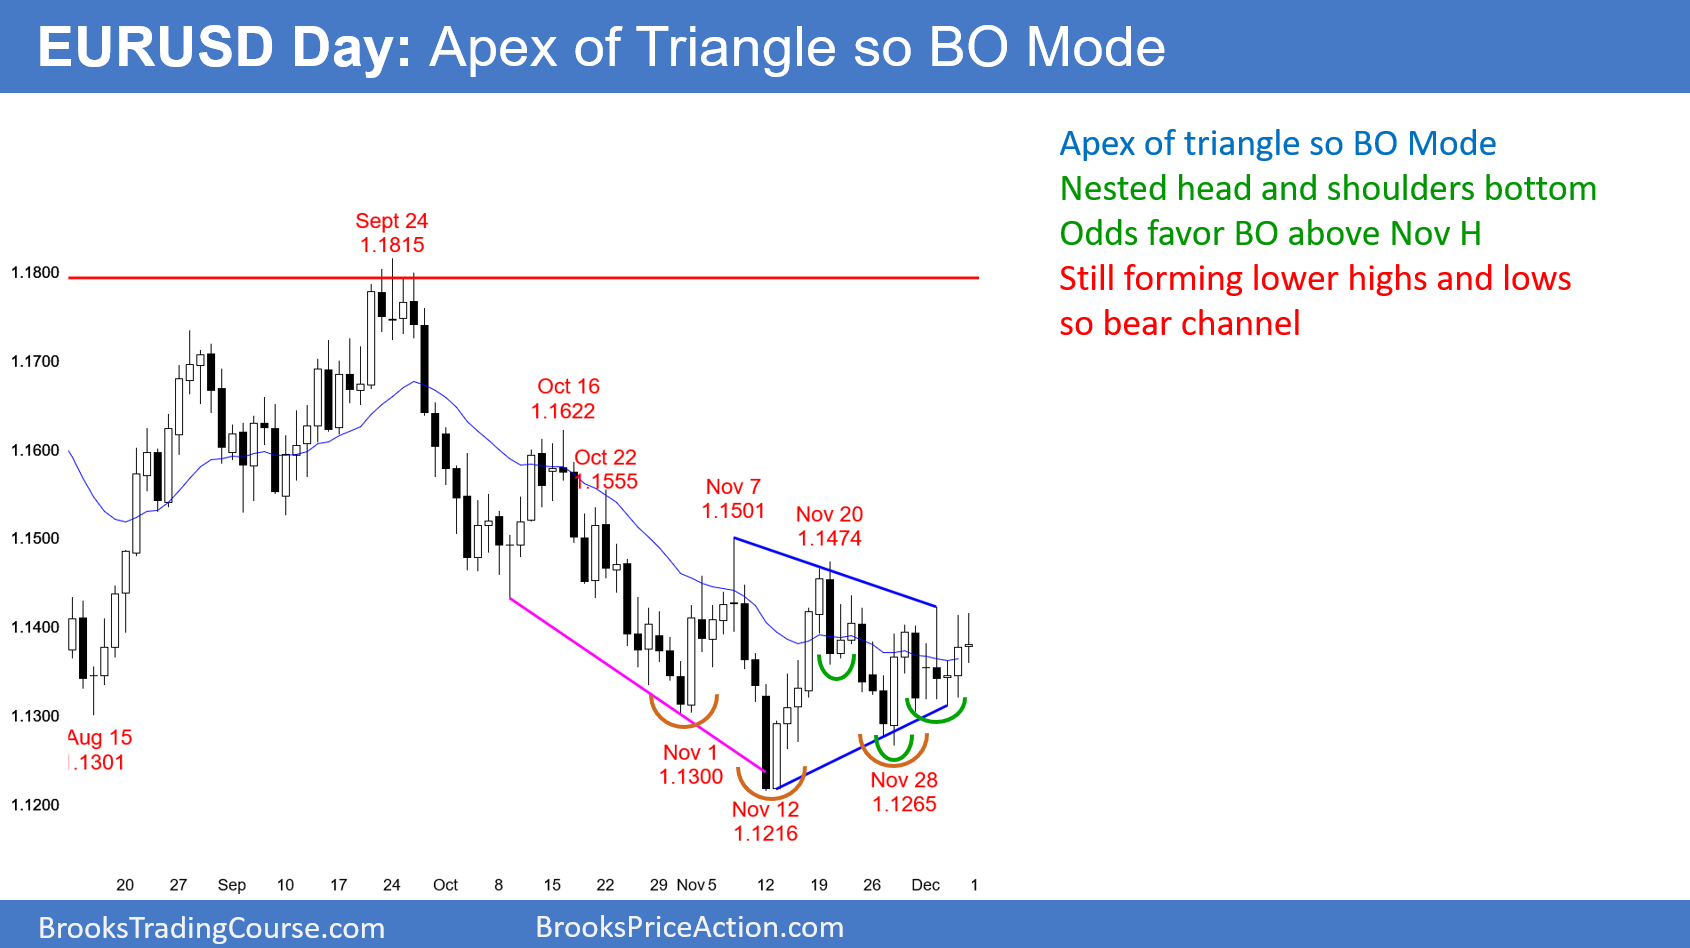 EURUSD Day: Apex of Triangle so BO Mode
Apex of triangle so BO Mode
Nested head and shoulders bottom
Odds favor BO above Nov H
Still forming lower highs and lows
so bear channel
Sept 24
1.1815
1.1800
Oct 16
1.1622
1.1700
Oct 22
1.1555
1.1600
Nov 7
1.1501
Nov 20
1.1474
1.1500
1.1400
1.1300
Aug 15
1.1301
Nov 1
1.1300
Nov 28
1.1265
Nov 12
1.1216
1.1200
20 27 Sep 10 17 24 Oct 8 15 22 29 Nov 5 12 19 26 Dec 1
BrooksTradingCourse.com
BrooksPriceAction.com